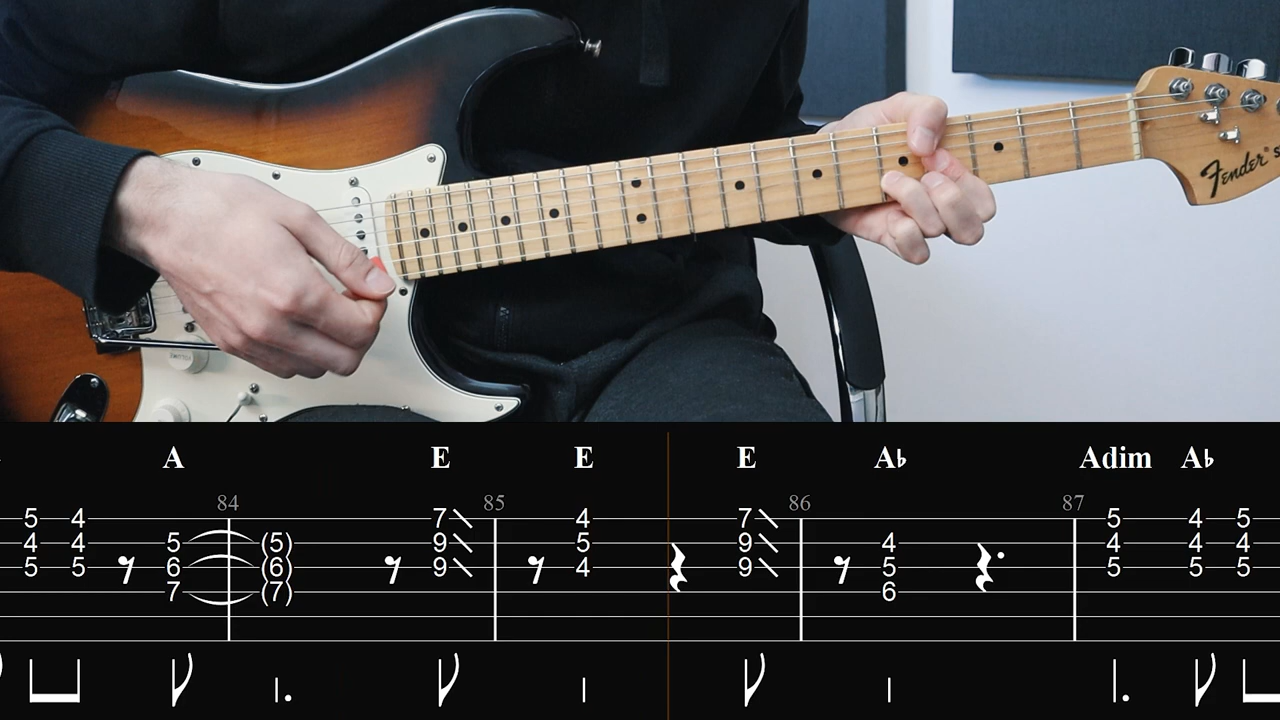 Fender S
VOLUME
A E E E A♭ Adim A♭
84 85 86 87
5 4 7 4 7 5 4 5
4 4 5 (5) 9 5 9 4 4 4 4
5 5 6 (6) 9 4 9 5 5 5 5
7 (7) 6